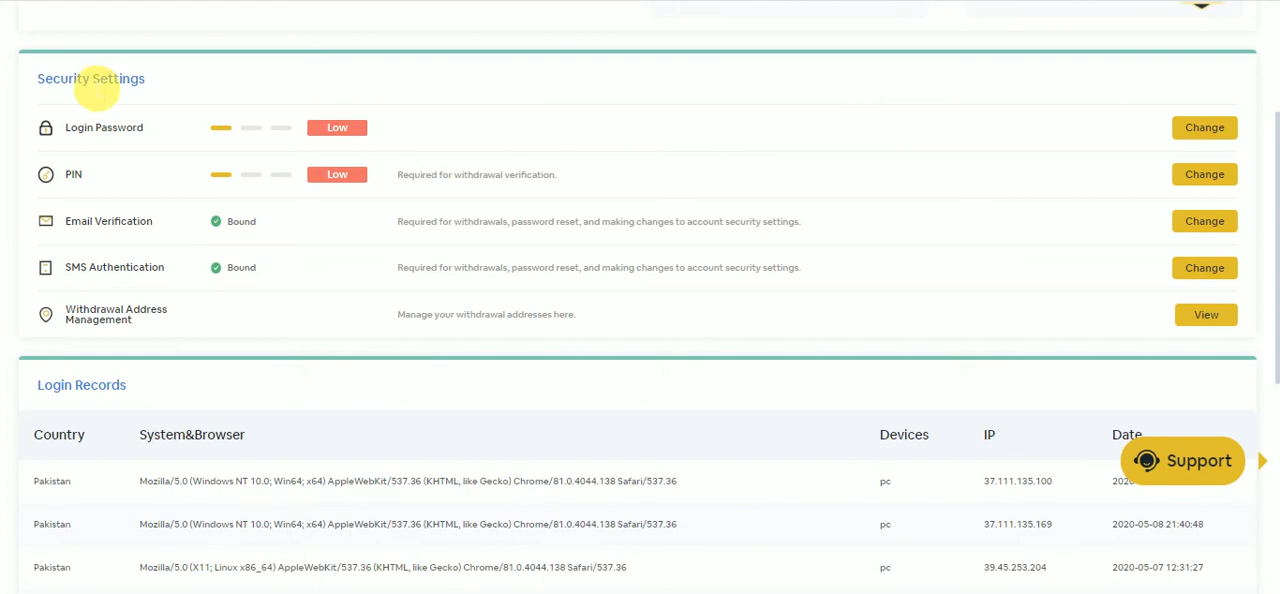 Security Settings
Login Password Low Change
PIN Low Required for withdrawal verification. Change
Email Verification Bound Required for withdrawals, password reset, and making changes to account security settings. Change
SMS Authentication Bound Required for withdrawals, password reset, and making changes to account security settings. Change
Withdrawal Address
Management Manage your withdrawal addresses here. View
Login Records
Country System&Browser Devices IP Date
Support
Pakistan Mozilla/5.0 (Windows NT 10.0; Win64; x64) AppleWebKit/537.36 (KHTML, like Gecko) Chrome/81.0.4044.138 Safari/537.36 pc 37.111.135.100
Pakistan Mozilla/5.0 (Windows NT 10.0; Win64; x64) AppleWebKit/537.36 (KHTML, like Gecko) Chrome/81.0.4044.138 Safari/537.36 pc 37.111.135.169 2020-05-08 21:40:48
Pakistan Mozilla/5.0 (X11; Linux x86_64) AppleWebKit/537.36 (KHTML, like Gecko) Chrome/81.0.4044.138 Safari/537.36 pc 39.45.253.204 2020-05-07 12:31:27